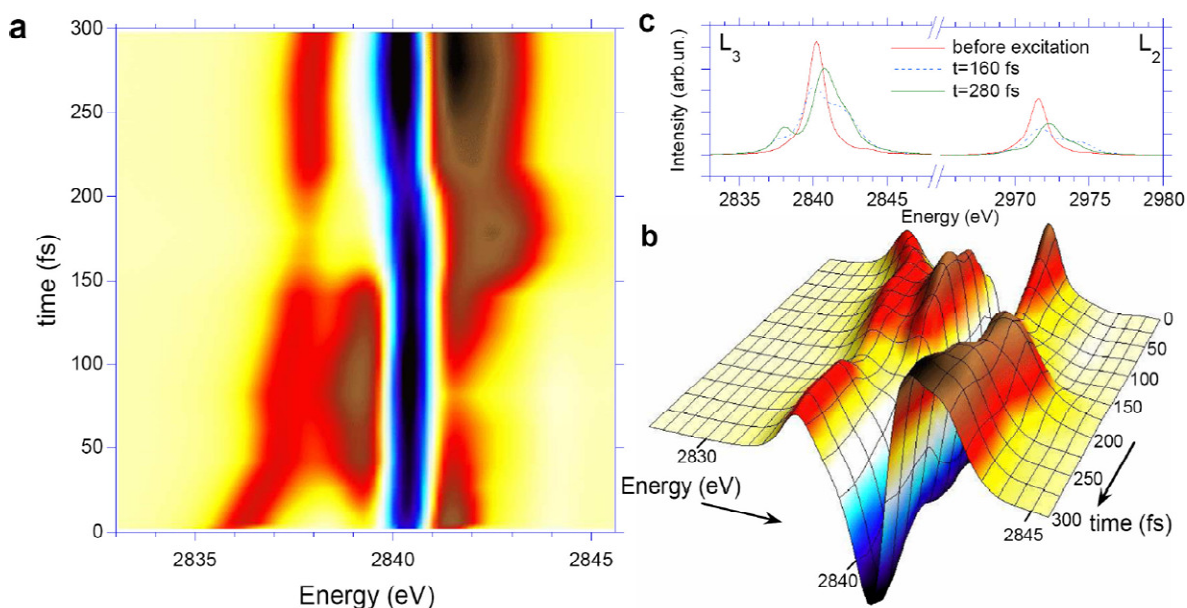 a
300
250
200
150
100
50
0
time (fs)
2835
2840
2845
Energy (eV)
c
L3
L2
before excitation
t=160 fs
t=280 fs
Intensity (arb.un.)
2835
2840
2845
2970
2975
2980
Energy (eV)
b
0
50
100
150
200
250
300
time (fs)
2830
2840
2845
Energy (eV)